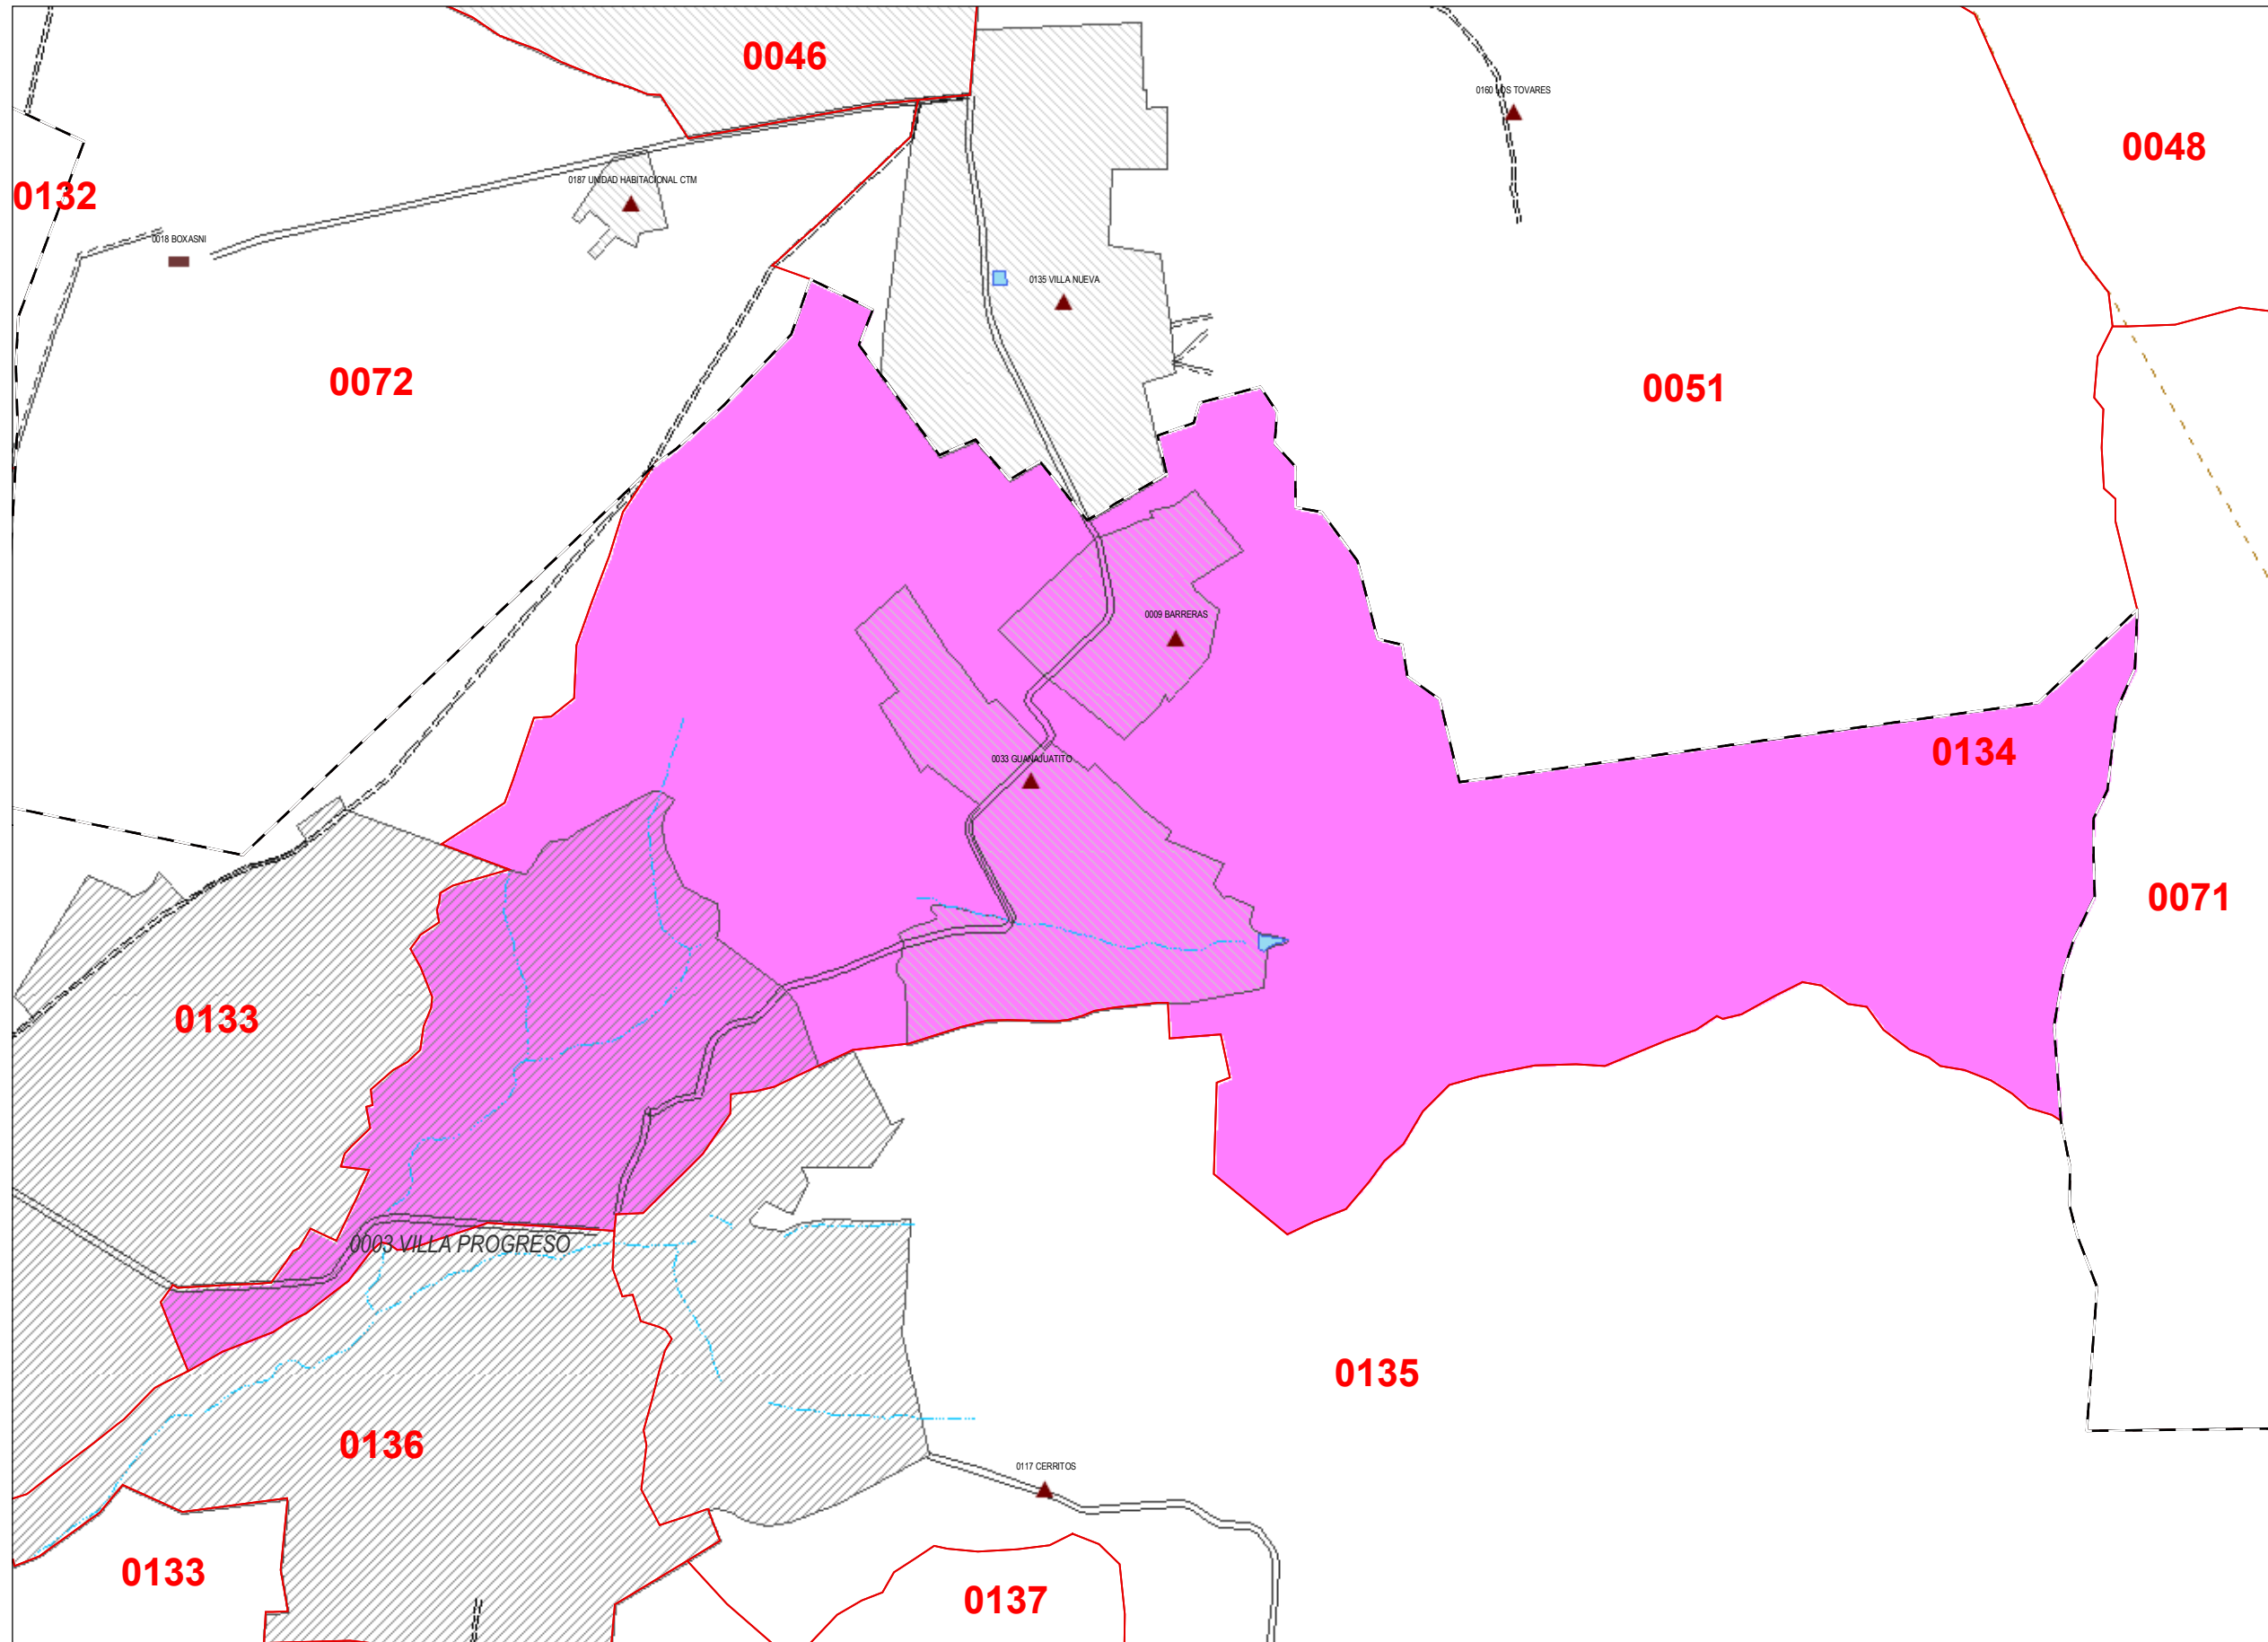 0046
0160 LOS TOVARES
0048
0187 UNIDAD HABITACIONAL CTM
0132
0018 BOXASNI
0135 VILLA NUEVA
0072
0051
0009 BARRERAS
0134
0033 GUANAJUATITO
0071
0133
0003 VILLA PROGRESO
0135
0136
0117 CERRITOS
0133
0137